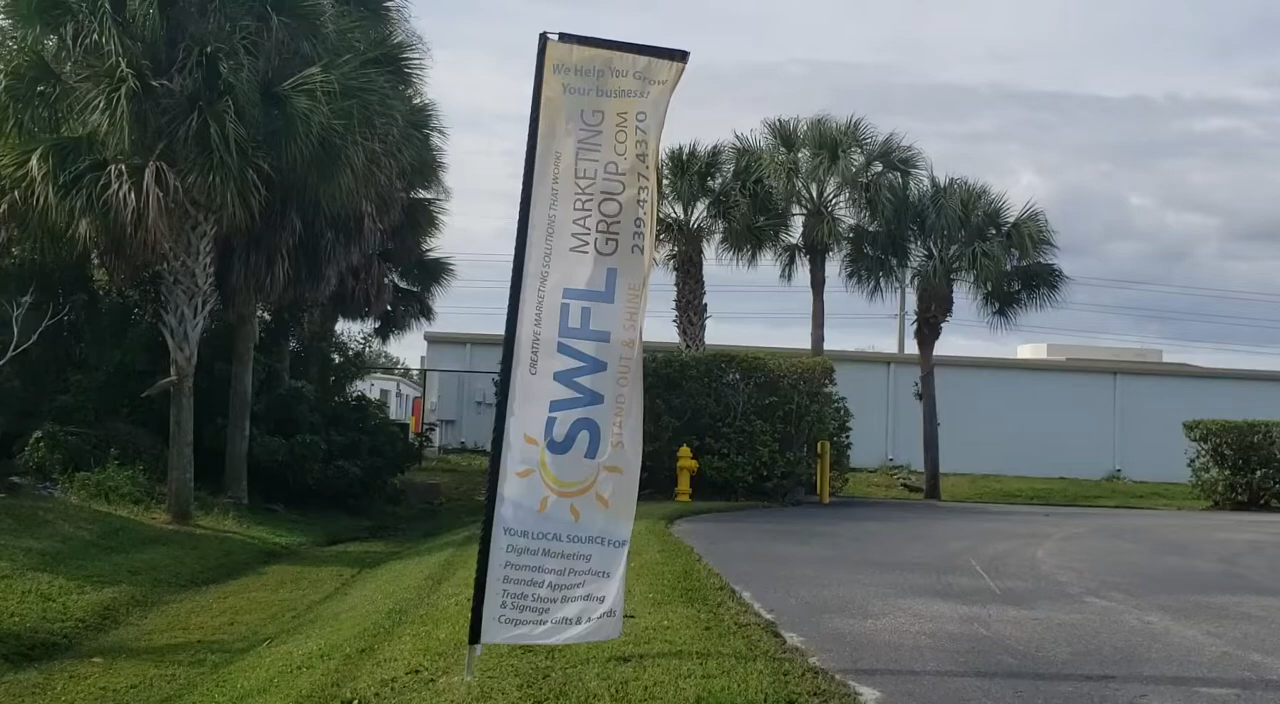 We Help You Grow
Your business!
CREATIVE MARKETING SOLUTIONS THAT WORK!
SWFL
MARKETING
GROUP.COM
STAND OUT & SHINE
239.437.4370
YOUR LOCAL SOURCE FOR
· Digital Marketing
· Promotional Products
· Branded Apparel
· Trade Show Branding
& Signage
· Corporate Gifts & Awards